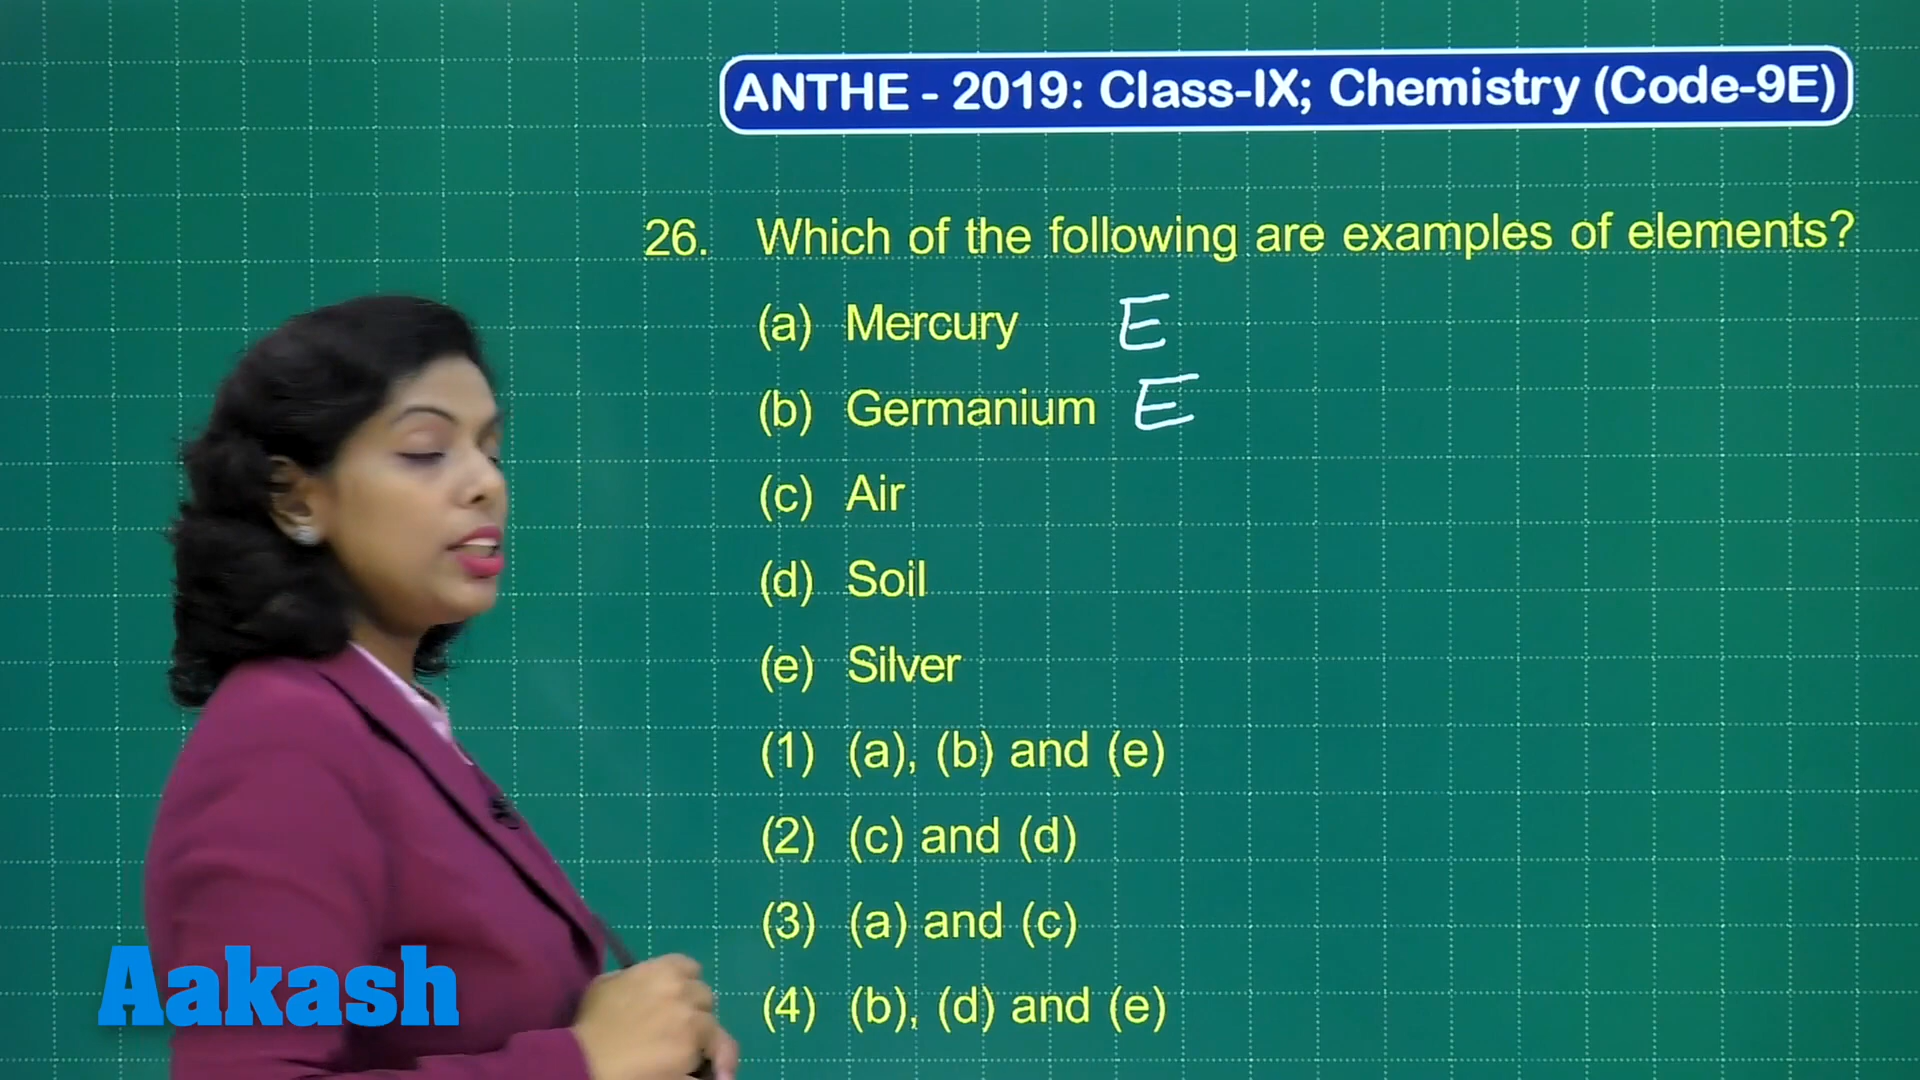 ANTHE - 2019: Class-IX; Chemistry (Code-9E)
26. Which of the following are examples of elements?
(a) Mercury E
(b) Germanium E
(c) Air
(d) Soil
(e) Silver
(1) (a), (b) and (e)
(2) (c) and (d)
(3) (a) and (c)
(4) (b), (d) and (e)
Aakash